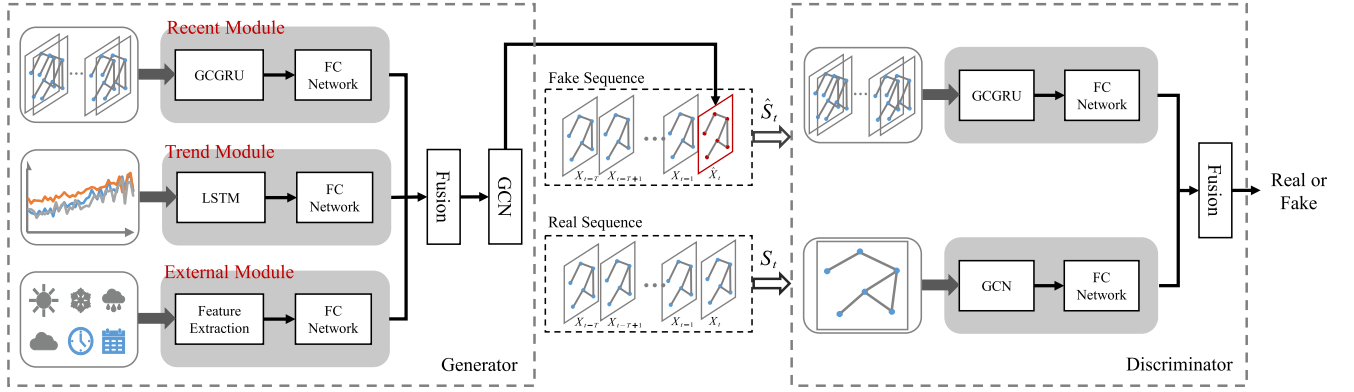 Recent Module
GCGRU
FC
Network
Trend Module
LSTM
FC
Network
External Module
Feature
Extraction
FC
Network
Fusion
GCN
Generator
Fake Sequence
X_{t-T} X_{t-T+1} ... X_{t-1} X_t
Ŝ_t
Real Sequence
X_{t-T} X_{t-T+1} ... X_{t-1} X_t
S_t
GCGRU
FC
Network
GCN
FC
Network
Fusion
Discriminator
Real or
Fake